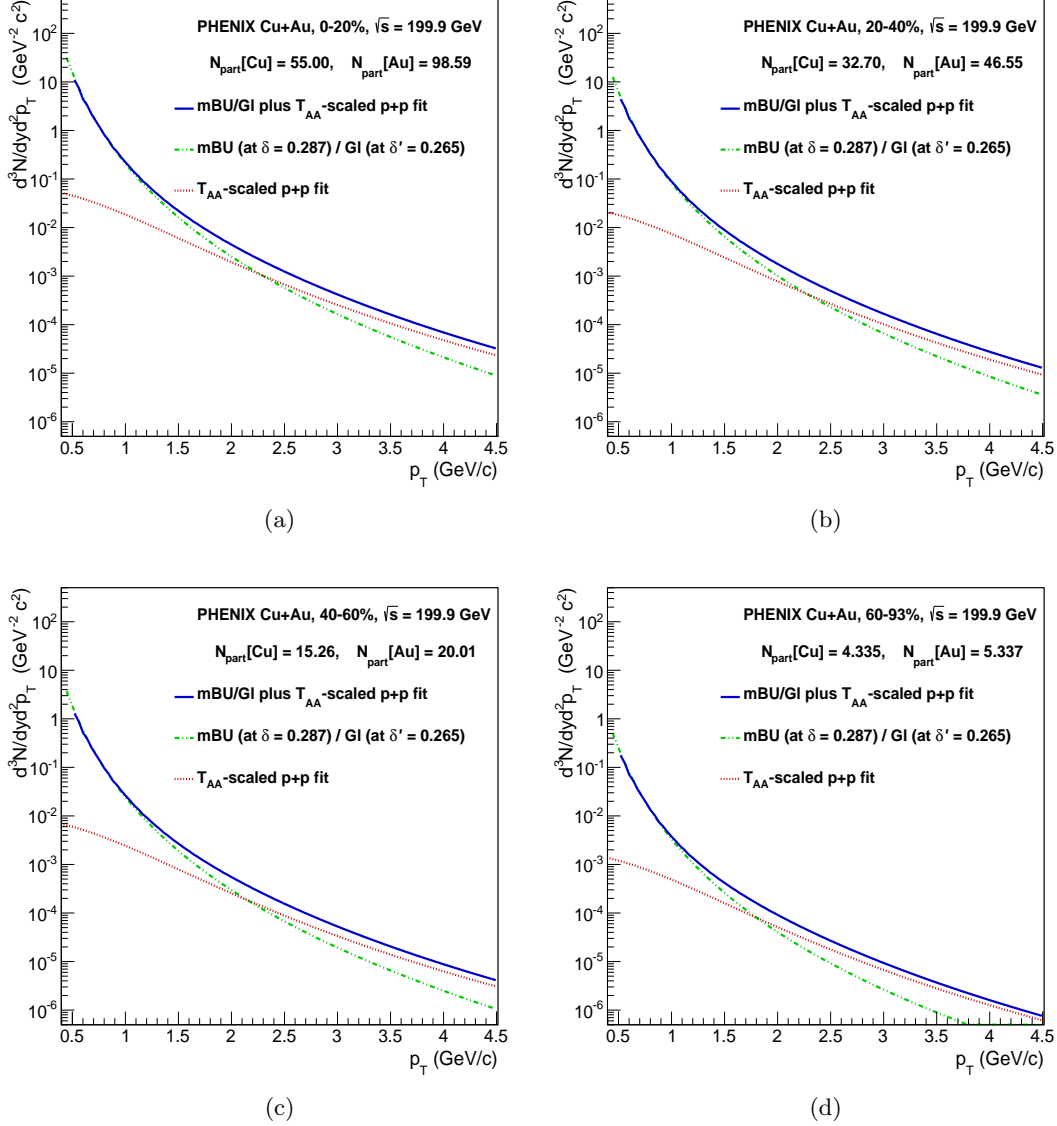 d³N/dyd²p_T (GeV⁻² c²)
10²
10
1
10⁻¹
10⁻²
10⁻³
10⁻⁴
10⁻⁵
10⁻⁶
PHENIX Cu+Au, 0-20%, √s = 199.9 GeV
N_part[Cu] = 55.00, N_part[Au] = 98.59
mBU/GI plus T_AA-scaled p+p fit
mBU (at δ = 0.287) / GI (at δ′ = 0.265)
T_AA-scaled p+p fit
0.5 1 1.5 2 2.5 3 3.5 4 4.5
p_T (GeV/c)
(a)
d³N/dyd²p_T (GeV⁻² c²)
10²
10
1
10⁻¹
10⁻²
10⁻³
10⁻⁴
10⁻⁵
10⁻⁶
PHENIX Cu+Au, 20-40%, √s = 199.9 GeV
N_part[Cu] = 32.70, N_part[Au] = 46.55
mBU/GI plus T_AA-scaled p+p fit
mBU (at δ = 0.287) / GI (at δ′ = 0.265)
T_AA-scaled p+p fit
0.5 1 1.5 2 2.5 3 3.5 4 4.5
p_T (GeV/c)
(b)
d³N/dyd²p_T (GeV⁻² c²)
10²
10
1
10⁻¹
10⁻²
10⁻³
10⁻⁴
10⁻⁵
10⁻⁶
PHENIX Cu+Au, 40-60%, √s = 199.9 GeV
N_part[Cu] = 15.26, N_part[Au] = 20.01
mBU/GI plus T_AA-scaled p+p fit
mBU (at δ = 0.287) / GI (at δ′ = 0.265)
T_AA-scaled p+p fit
0.5 1 1.5 2 2.5 3 3.5 4 4.5
p_T (GeV/c)
(c)
d³N/dyd²p_T (GeV⁻² c²)
10²
10
1
10⁻¹
10⁻²
10⁻³
10⁻⁴
10⁻⁵
10⁻⁶
PHENIX Cu+Au, 60-93%, √s = 199.9 GeV
N_part[Cu] = 4.335, N_part[Au] = 5.337
mBU/GI plus T_AA-scaled p+p fit
mBU (at δ = 0.287) / GI (at δ′ = 0.265)
T_AA-scaled p+p fit
0.5 1 1.5 2 2.5 3 3.5 4 4.5
p_T (GeV/c)
(d)